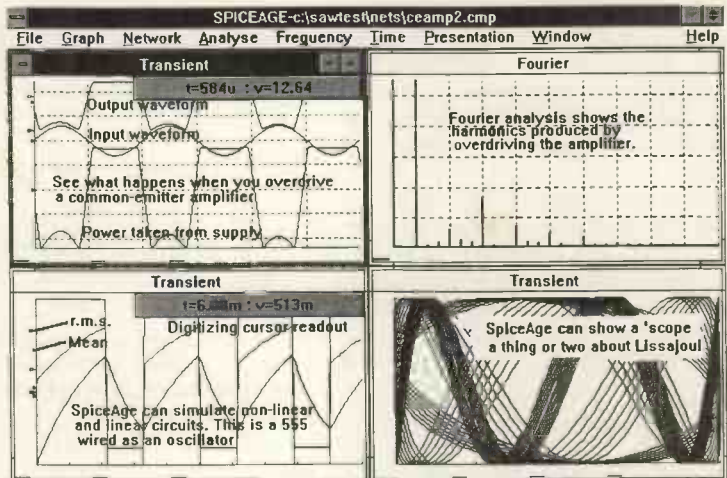 SPICEAGE-c:\sawtest\nets\ceamp2.cmp
File Graph Network Analyse Frequency Time Presentation Window Help
Transient
t=584u : v=12.64
Output waveform
Input waveform
See what happens when you overdrive
a common-emitter amplifier
Power taken from supply
Fourier
Fourier analysis shows the
harmonics produced by
overdriving the amplifier.
Transient
v=513m
r.m.s.
Digitizing cursor readout
Mean
SpiceAge can simulate non-linear
and linear circuits. This is a 555
wired as an oscillator
Transient
SpiceAge can show a 'scope
a thing or two about Lissajoul